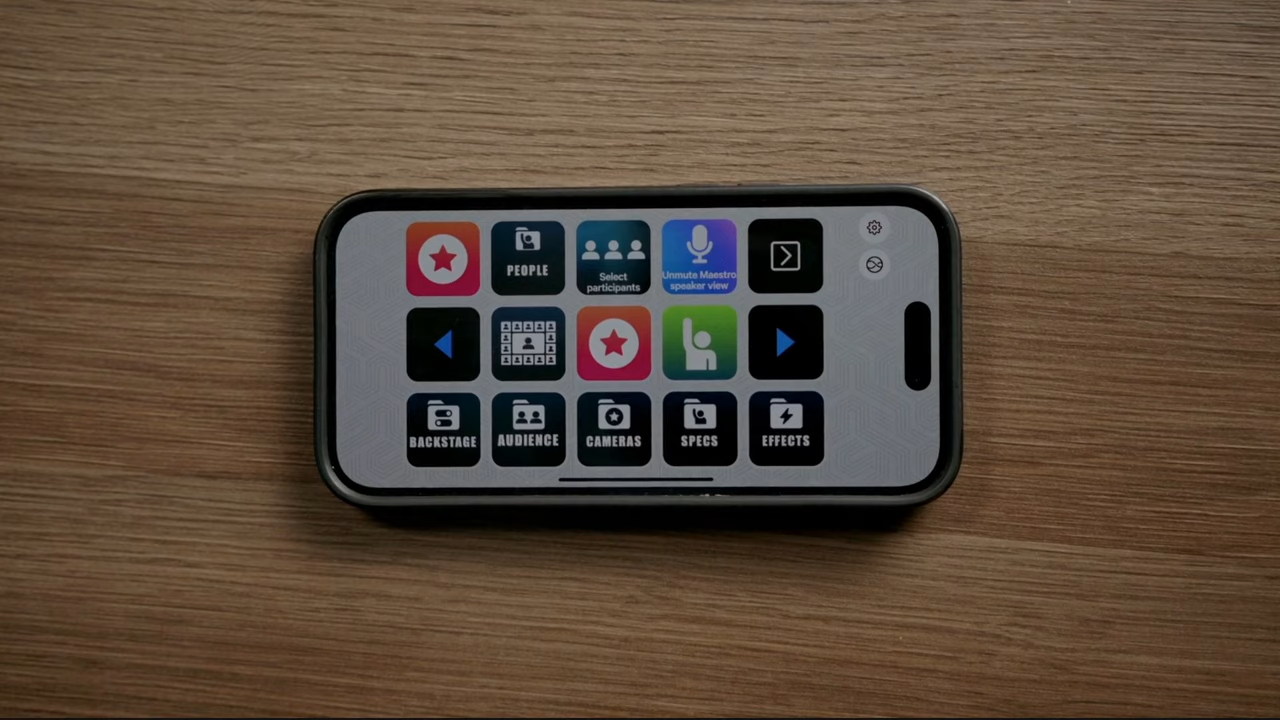 PEOPLE
Select
participants
Unmute Maestro
speaker view
BACKSTAGE
AUDIENCE
CAMERAS
SPECS
EFFECTS